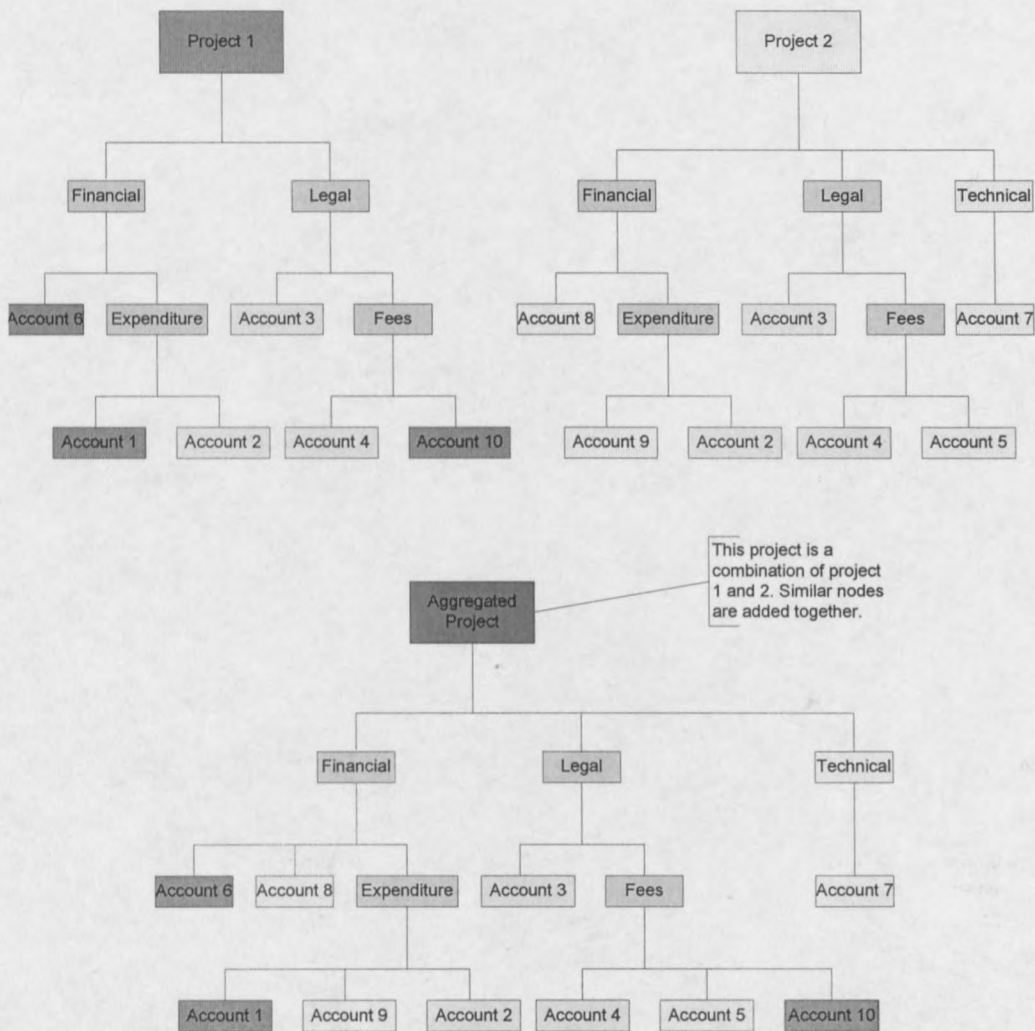 Project 1
Project 2
Financial
Legal
Financial
Legal
Technical
Account 6
Expenditure
Account 3
Fees
Account 8
Expenditure
Account 3
Fees
Account 7
Account 1
Account 2
Account 4
Account 10
Account 9
Account 2
Account 4
Account 5
This project is a
combination of project
1 and 2. Similar nodes
are added together.
Aggregated
Project
Financial
Legal
Technical
Account 6
Account 8
Expenditure
Account 3
Fees
Account 7
Account 1
Account 9
Account 2
Account 4
Account 5
Account 10